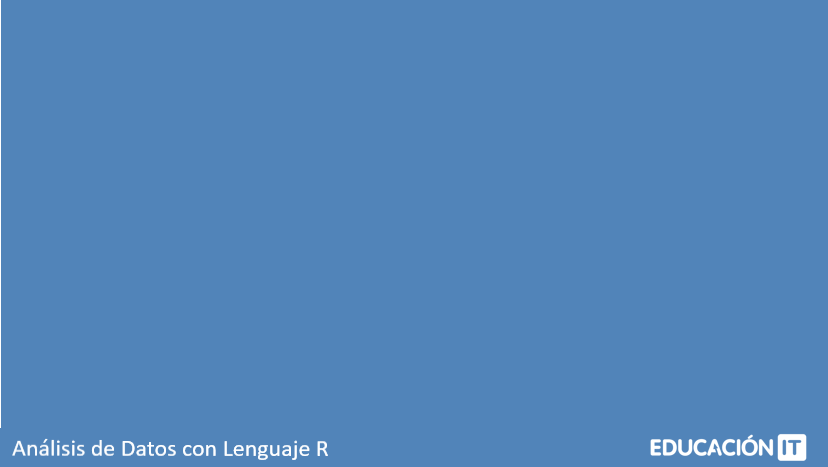 Análisis de Datos con Lenguaje R
EDUCACIÓN IT